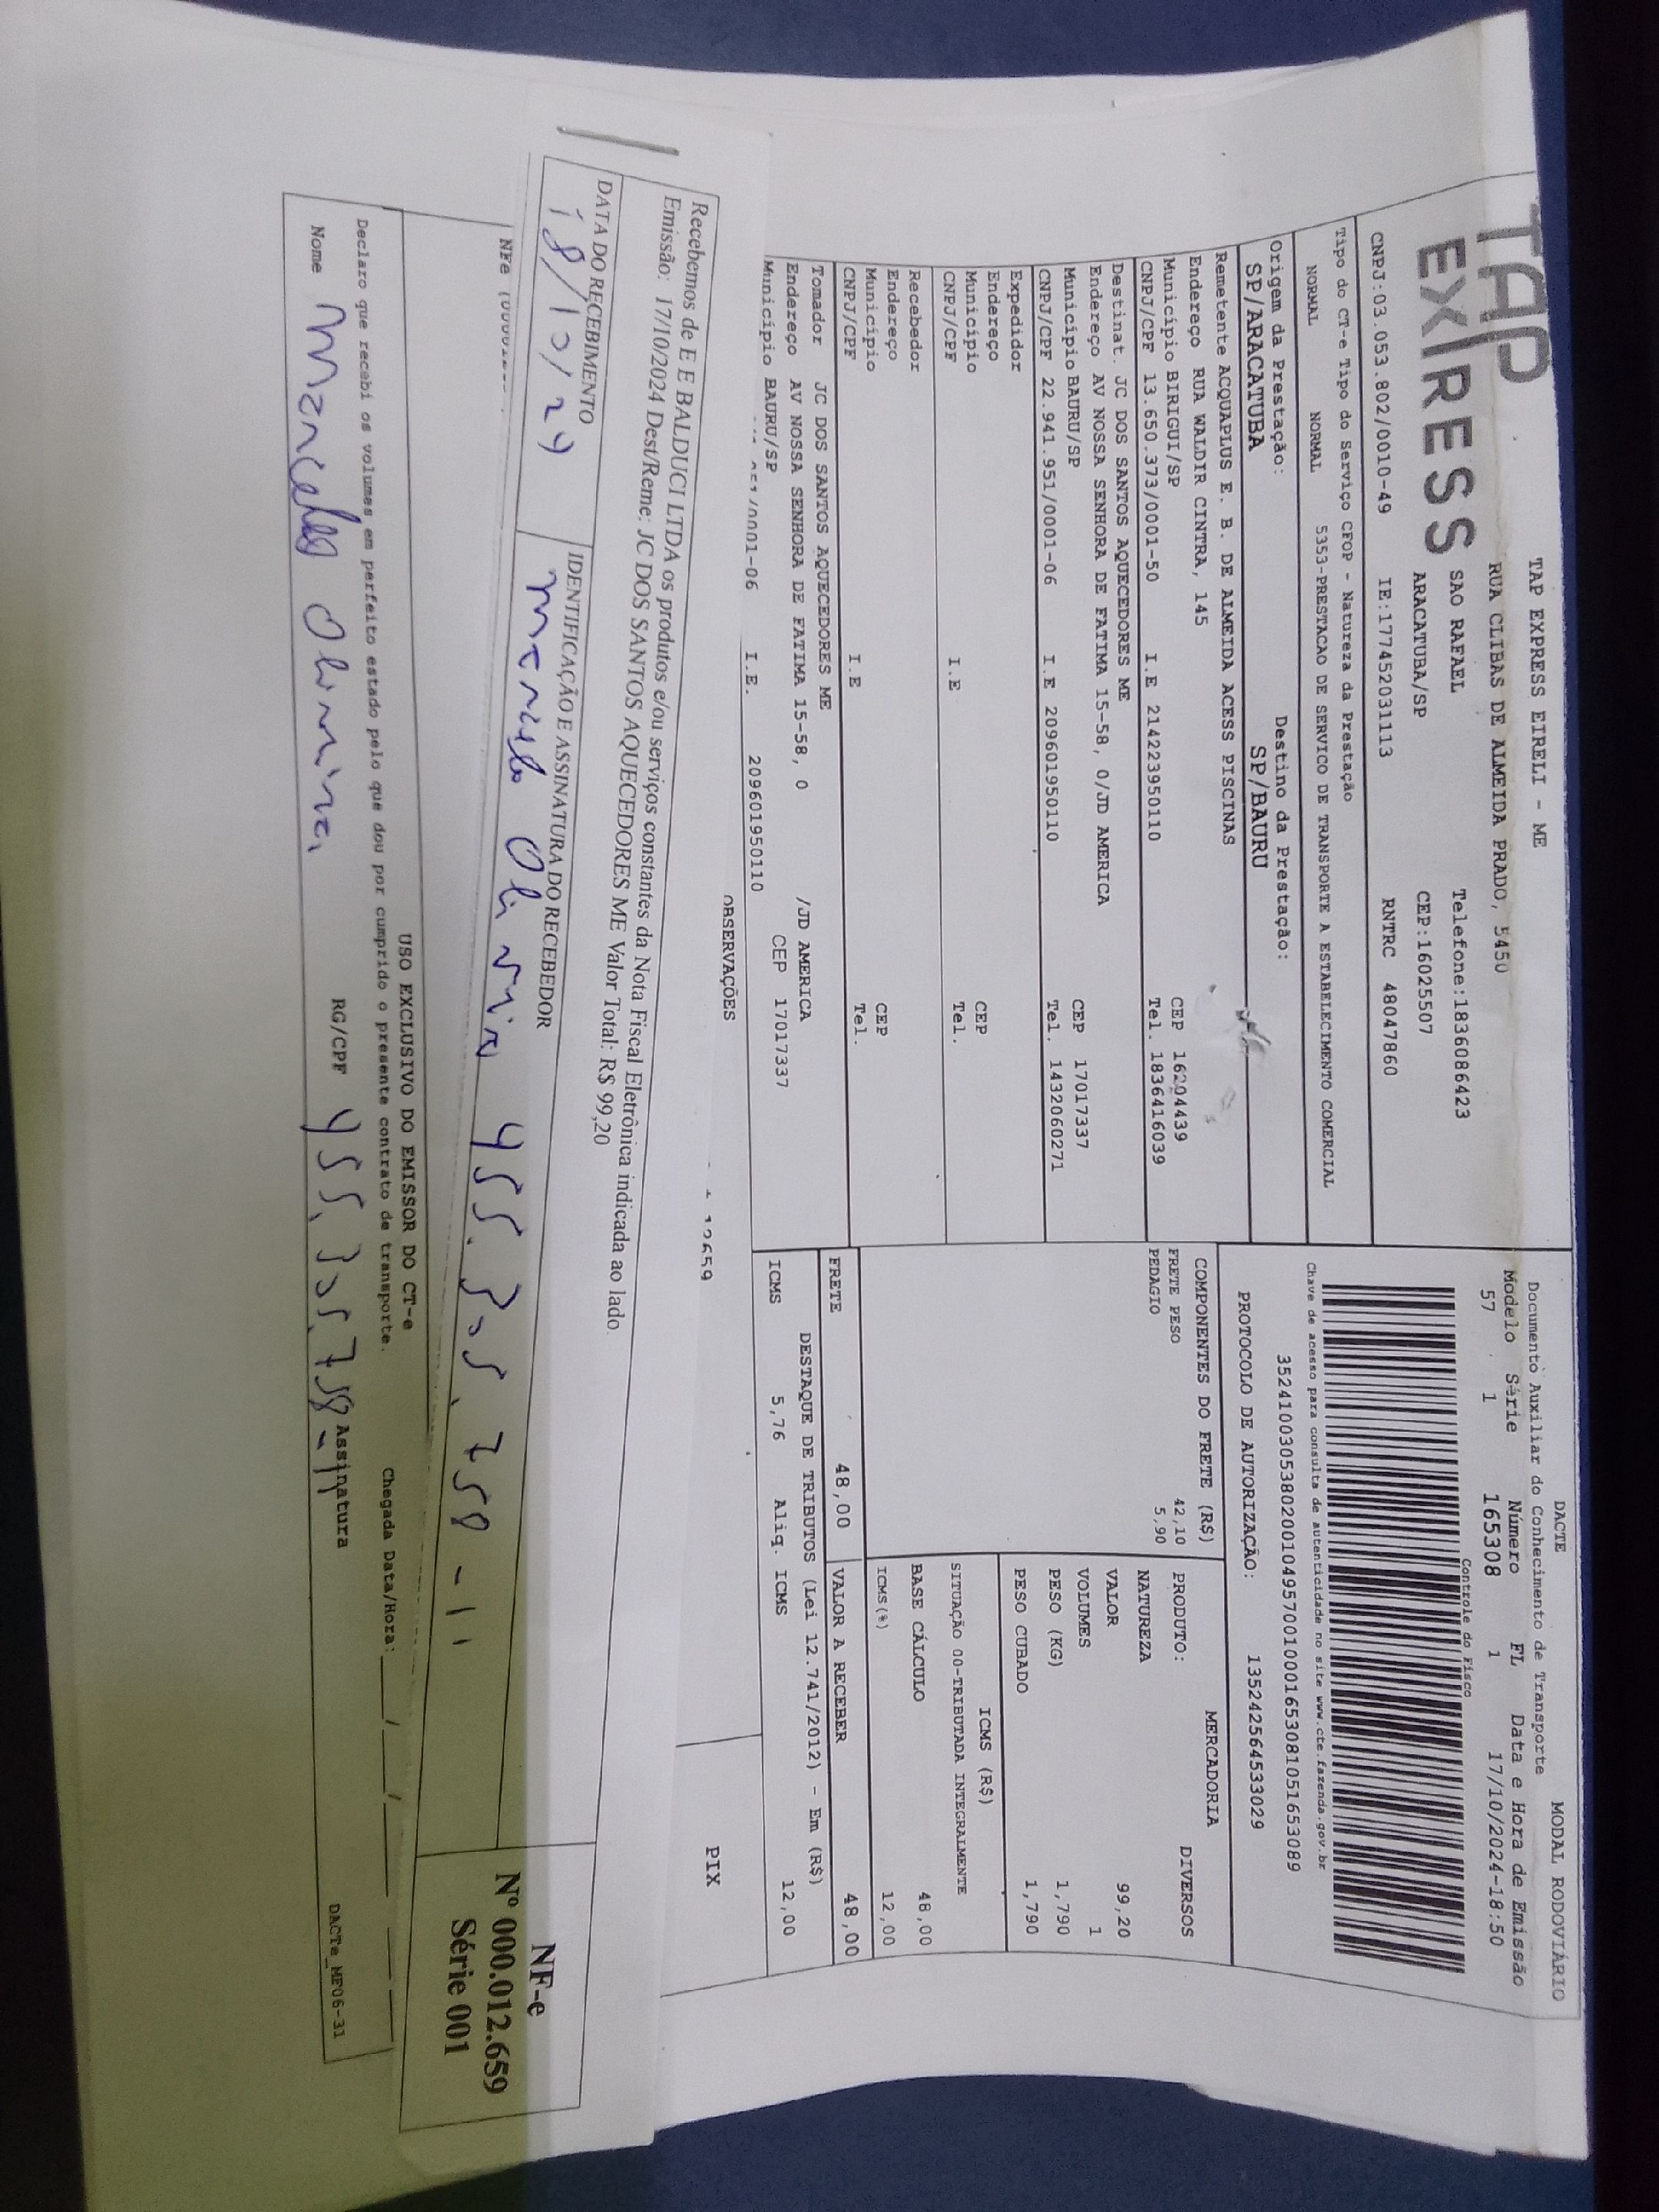 TAP EXPRESS
TAP EXPRESS EIRELI - ME
RUA CLIBAS DE ALMEIDA PRADO, 5450
SAO RAFAEL Telefone:1836086423
ARACATUBA/SP CEP:16025507
CNPJ:03.053.802/0010-49 IE:177452031113 RNTRC 48047860
DACTE MODAL RODOVIÁRIO
Documento Auxiliar do Conhecimento de Transporte
Modelo Série Número FL Data e Hora de Emissão
57 1 165308 1 17/10/2024-18:50
Controle do Fisco
Chave de acesso para consulta de autenticidade no site www.cte.fazenda.gov.br
35241003053802001049570010001653081051653089
PROTOCOLO DE AUTORIZAÇÃO: 135242564533029
Tipo do CT-e Tipo do Serviço CFOP - Natureza da Prestação
NORMAL NORMAL 5353-PRESTACAO DE SERVICO DE TRANSPORTE A ESTABELECIMENTO COMERCIAL
Origem da Prestação: Destino da Prestação:
SP/ARACATUBA SP/BAURU
Remetente ACQUAPLUS E. B. DE ALMEIDA ACESS PISCINAS
Endereço RUA WALDIR CINTRA, 145
Município BIRIGUI/SP CEP 16204439
CNPJ/CPF 13.650.373/0001-50 I.E 214223950110 Tel. 1836416039
Destinat. JC DOS SANTOS AQUECEDORES ME
Endereço AV NOSSA SENHORA DE FATIMA 15-58, 0/JD AMERICA
Município BAURU/SP CEP 17017337
CNPJ/CPF 22.941.951/0001-06 I.E 209601950110 Tel. 1432060271
Expedidor
Endereço
Município CEP
CNPJ/CPF I.E Tel.
Recebedor
Endereço
Município CEP
CNPJ/CPF I.E Tel.
Tomador JC DOS SANTOS AQUECEDORES ME
Endereço AV NOSSA SENHORA DE FATIMA 15-58, 0 /JD AMERICA
Município BAURU/SP CEP 17017337
/0001-06 I.E. 209601950110
COMPONENTES DO FRETE (R$)
FRETE PESO 42,10
PEDAGIO 5,90
MERCADORIA
PRODUTO: DIVERSOS
NATUREZA
VALOR 99,20
VOLUMES 1
PESO (KG) 1,790
PESO CUBADO 1,790
ICMS (R$)
SITUAÇÃO 00-TRIBUTADA INTEGRALMENTE
BASE CÁLCULO 48,00
ICMS(%) 12,00
FRETE 48,00 VALOR A RECEBER 48,00
DESTAQUE DE TRIBUTOS (Lei 12.741/2012) - Em (R$)
ICMS 5,76 Aliq. ICMS 12,00
OBSERVAÇÕES
12659
PIX
Recebemos de E E BALDUCI LTDA os produtos e/ou serviços constantes da Nota Fiscal Eletrônica indicada ao lado.
Emissão: 17/10/2024 Dest/Reme: JC DOS SANTOS AQUECEDORES ME Valor Total: R$ 99,20
DATA DO RECEBIMENTO IDENTIFICAÇÃO E ASSINATURA DO RECEBEDOR
18/10/24 455.305.758-11
NF-e
Nº 000.012.659
Série 001
NFe
USO EXCLUSIVO DO EMISSOR DO CT-e
Declaro que recebi os volumes em perfeito estado pelo que dou por cumprido o presente contrato de transporte. Chegada Data/Hora: ___/___/___
Nome RG/CPF 455.305.758-11 Assinatura
DACTe_MF06-31